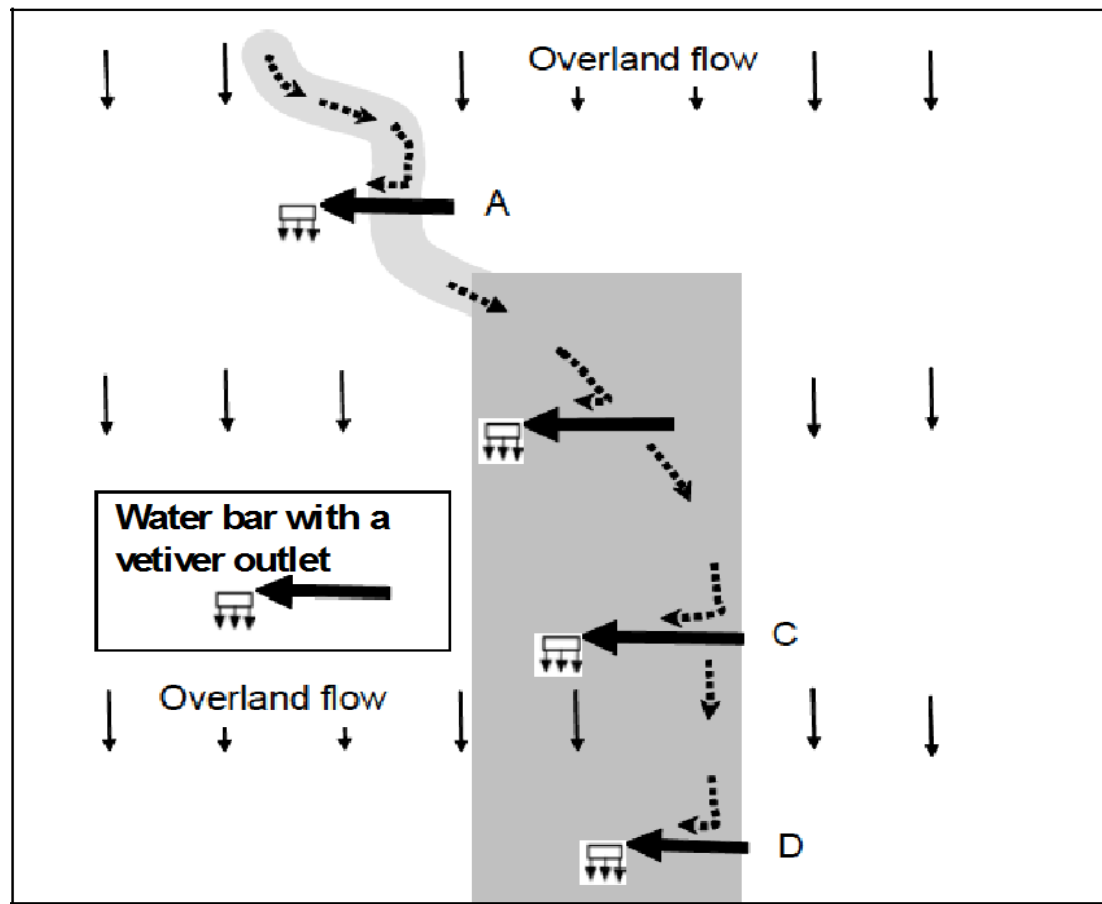 Overland flow
A
Water bar with a
vetiver outlet
C
Overland flow
D